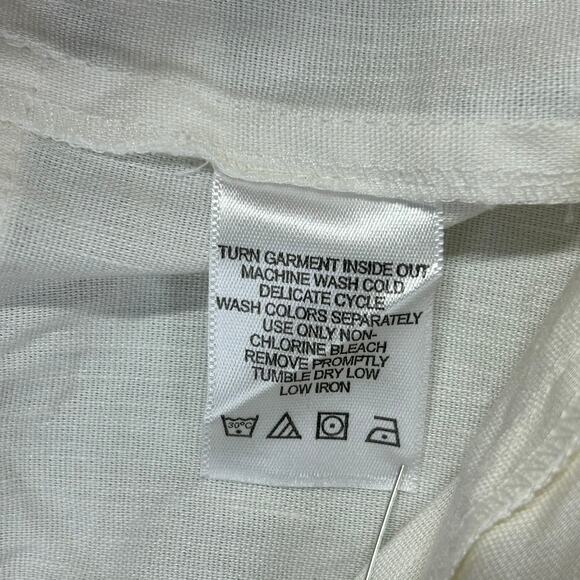 TURN GARMENT INSIDE OUT
MACHINE WASH COLD
DELICATE CYCLE
WASH COLORS SEPARATELY
USE ONLY NON-
CHLORINE BLEACH
REMOVE PROMPTLY
TUMBLE DRY LOW
LOW IRON
30°C